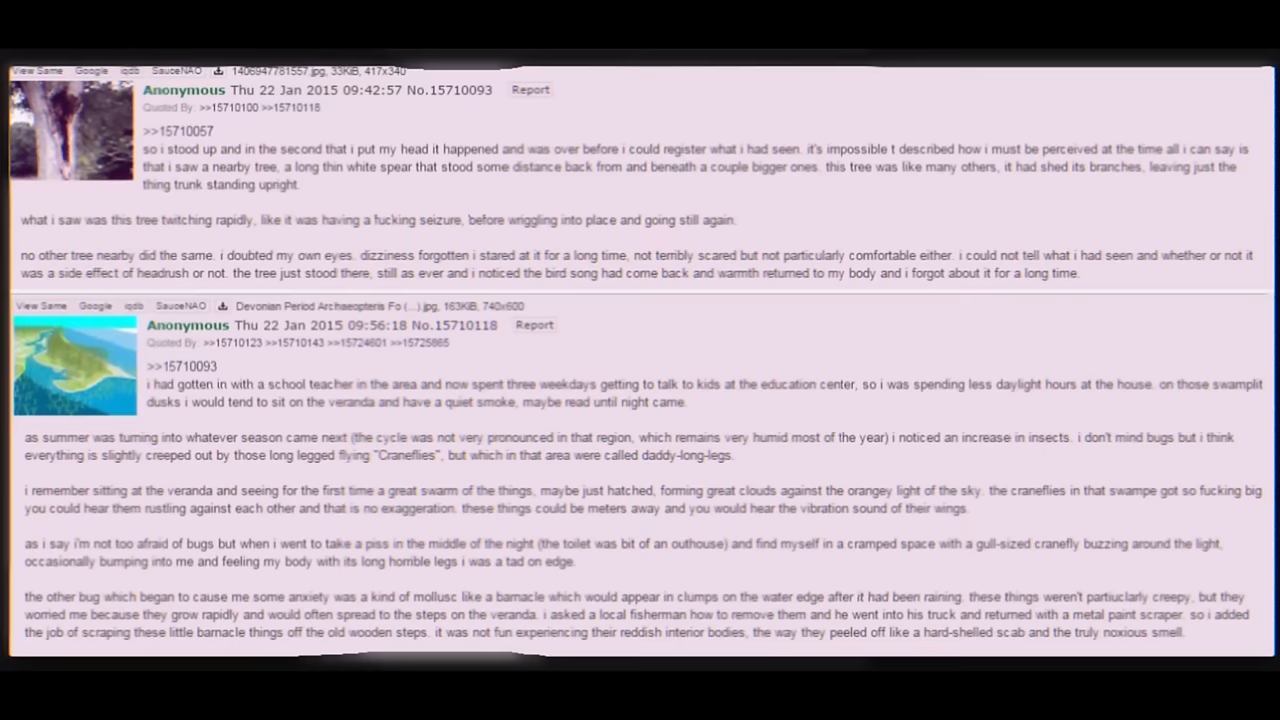 View Same Google iqdb SauceNAO 1406947781557.jpg, 33KiB, 417x340
Anonymous Thu 22 Jan 2015 09:42:57 No.15710093 Report
Quoted By: >>15710100 >>15710118
>>15710057
so i stood up and in the second that i put my head it happened and was over before i could register what i had seen. it's impossible t described how i must be perceived at the time all i can say is
that i saw a nearby tree, a long thin white spear that stood some distance back from and beneath a couple bigger ones. this tree was like many others, it had shed its branches, leaving just the
thing trunk standing upright.
what i saw was this tree twitching rapidly, like it was having a fucking seizure, before wriggling into place and going still again.
no other tree nearby did the same. i doubted my own eyes. dizziness forgotten i stared at it for a long time, not terribly scared but not particularly comfortable either. i could not tell what i had seen and whether or not it
was a side effect of headrush or not. the tree just stood there, still as ever and i noticed the bird song had come back and warmth returned to my body and i forgot about it for a long time.
View Same Google iqdb SauceNAO Devonian Period Archaeopteris Fo (...).jpg, 163KiB, 740x600
Anonymous Thu 22 Jan 2015 09:56:18 No.15710118 Report
Quoted By: >>15710123 >>15710143 >>15724601 >>15725865
>>15710093
i had gotten in with a school teacher in the area and now spent three weekdays getting to talk to kids at the education center, so i was spending less daylight hours at the house. on those swamplit
dusks i would tend to sit on the veranda and have a quiet smoke, maybe read until night came.
as summer was turning into whatever season came next (the cycle was not very pronounced in that region, which remains very humid most of the year) i noticed an increase in insects. i don't mind bugs but i think
everything is slightly creeped out by those long legged flying "Craneflies", but which in that area were called daddy-long-legs.
i remember sitting at the veranda and seeing for the first time a great swarm of the things, maybe just hatched, forming great clouds against the orangey light of the sky. the craneflies in that swampe got so fucking big
you could hear them rustling against each other and that is no exaggeration. these things could be meters away and you would hear the vibration sound of their wings.
as i say i'm not too afraid of bugs but when i went to take a piss in the middle of the night (the toilet was bit of an outhouse) and find myself in a cramped space with a gull-sized cranefly buzzing around the light,
occasionally bumping into me and feeling my body with its long horrible legs i was a tad on edge.
the other bug which began to cause me some anxiety was a kind of mollusc like a barnacle which would appear in clumps on the water edge after it had been raining. these things weren't partiuclarly creepy, but they
worried me because they grow rapidly and would often spread to the steps on the veranda. i asked a local fisherman how to remove them and he went into his truck and returned with a metal paint scraper. so i added
the job of scraping these little barnacle things off the old wooden steps. it was not fun experiencing their reddish interior bodies, the way they peeled off like a hard-shelled scab and the truly noxious smell.